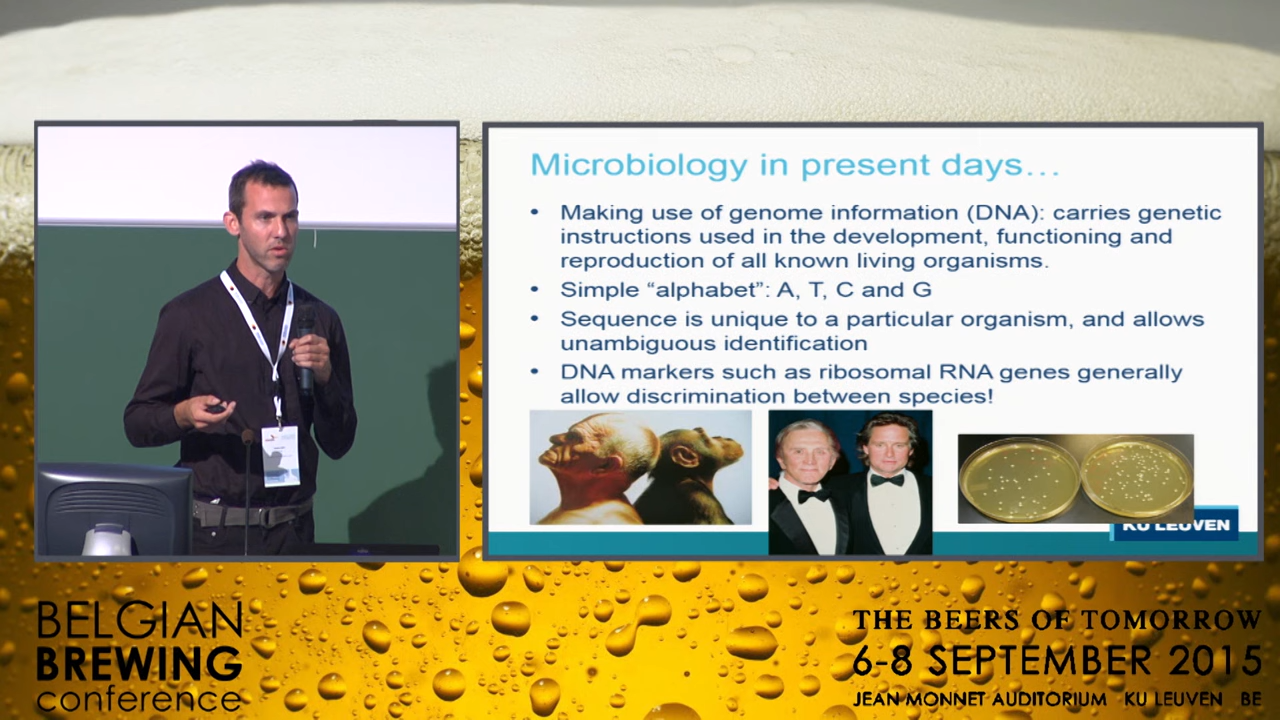 Microbiology in present days...
• Making use of genome information (DNA): carries genetic
instructions used in the development, functioning and
reproduction of all known living organisms.
• Simple “alphabet”: A, T, C and G
• Sequence is unique to a particular organism, and allows
unambiguous identification
• DNA markers such as ribosomal RNA genes generally
allow discrimination between species!
KU LEUVEN
BELGIAN
BREWING
conference
THE BEERS OF TOMORROW
6-8 SEPTEMBER 2015
JEAN MONNET AUDITORIUM KU LEUVEN BE